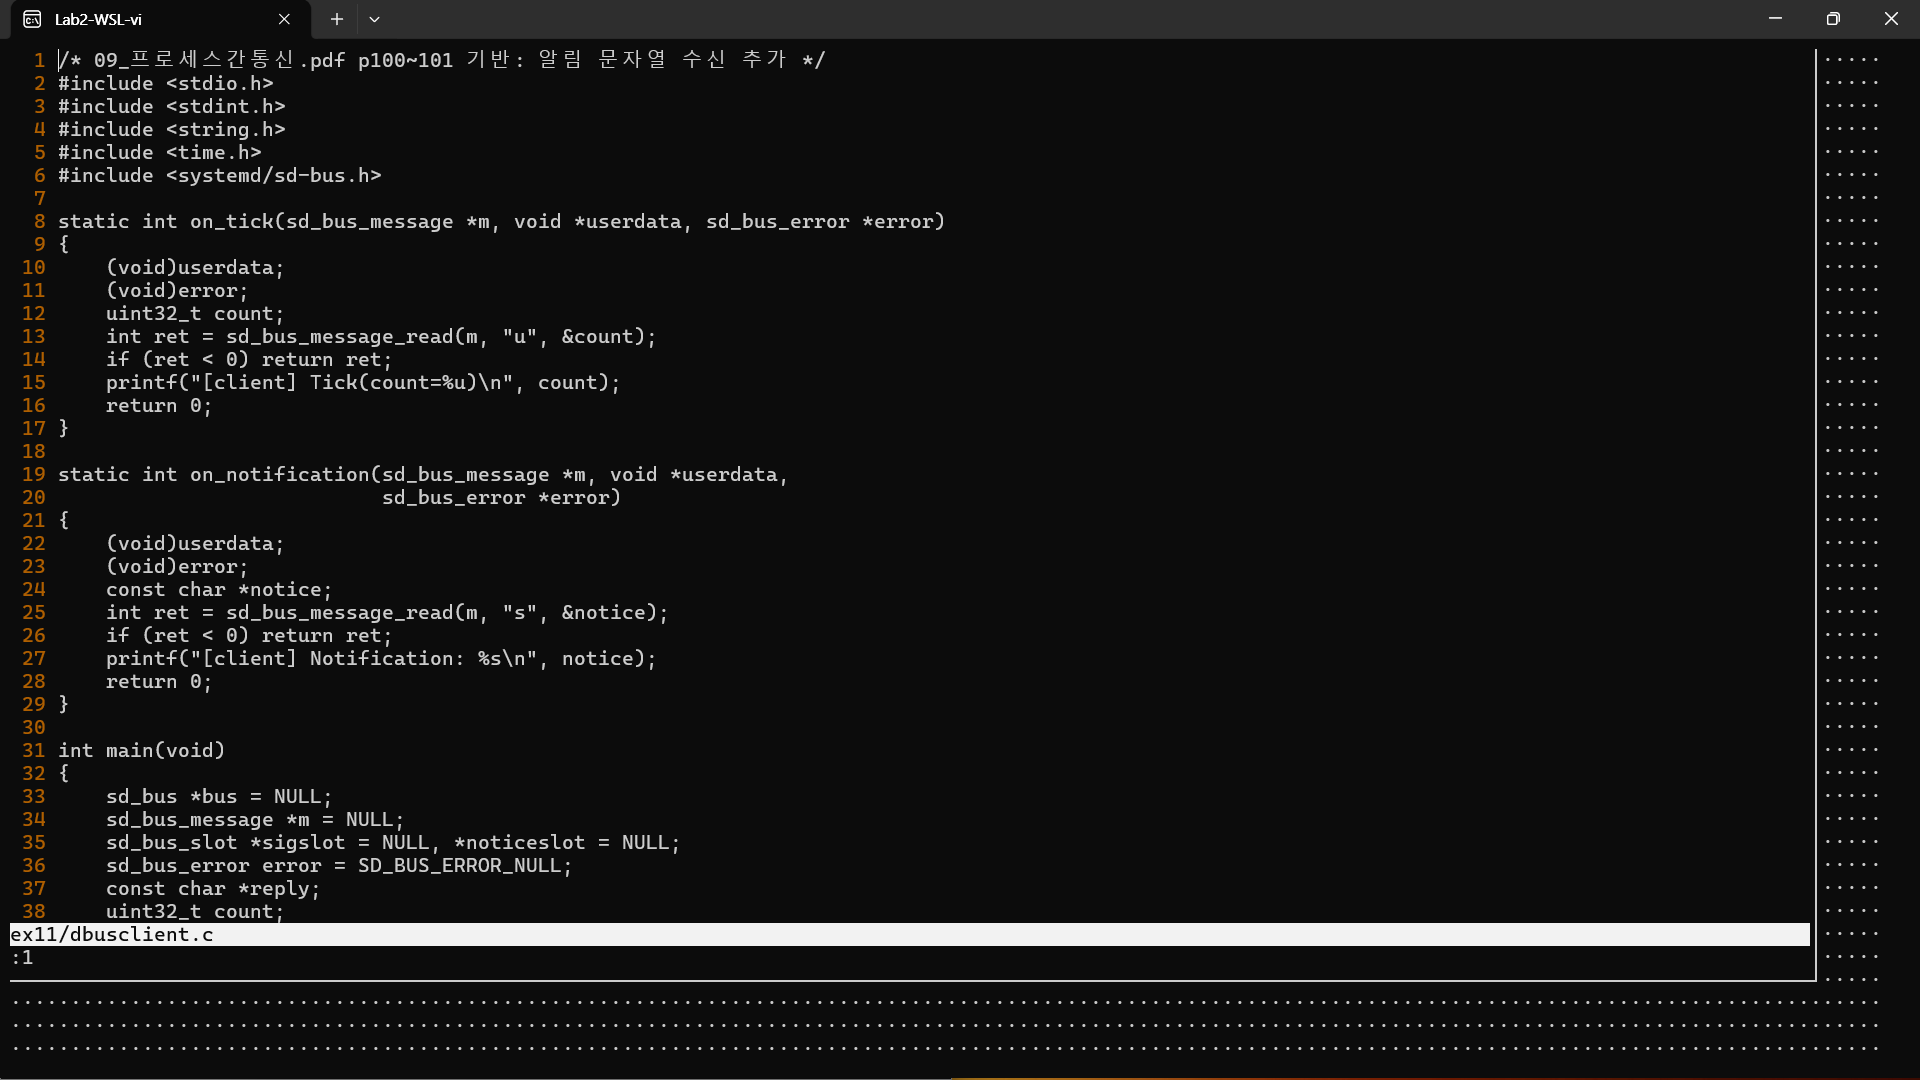 Lab2-WSL-vi
1 /* 09_프로세스간통신.pdf p100~101 기반: 알림 문자열 수신 추가 */
2 #include <stdio.h>
3 #include <stdint.h>
4 #include <string.h>
5 #include <time.h>
6 #include <systemd/sd-bus.h>
7
8 static int on_tick(sd_bus_message *m, void *userdata, sd_bus_error *error)
9 {
10     (void)userdata;
11     (void)error;
12     uint32_t count;
13     int ret = sd_bus_message_read(m, "u", &count);
14     if (ret < 0) return ret;
15     printf("[client] Tick(count=%u)\n", count);
16     return 0;
17 }
18
19 static int on_notification(sd_bus_message *m, void *userdata,
20                            sd_bus_error *error)
21 {
22     (void)userdata;
23     (void)error;
24     const char *notice;
25     int ret = sd_bus_message_read(m, "s", &notice);
26     if (ret < 0) return ret;
27     printf("[client] Notification: %s\n", notice);
28     return 0;
29 }
30
31 int main(void)
32 {
33     sd_bus *bus = NULL;
34     sd_bus_message *m = NULL;
35     sd_bus_slot *sigslot = NULL, *noticeslot = NULL;
36     sd_bus_error error = SD_BUS_ERROR_NULL;
37     const char *reply;
38     uint32_t count;
ex11/dbusclient.c
:1